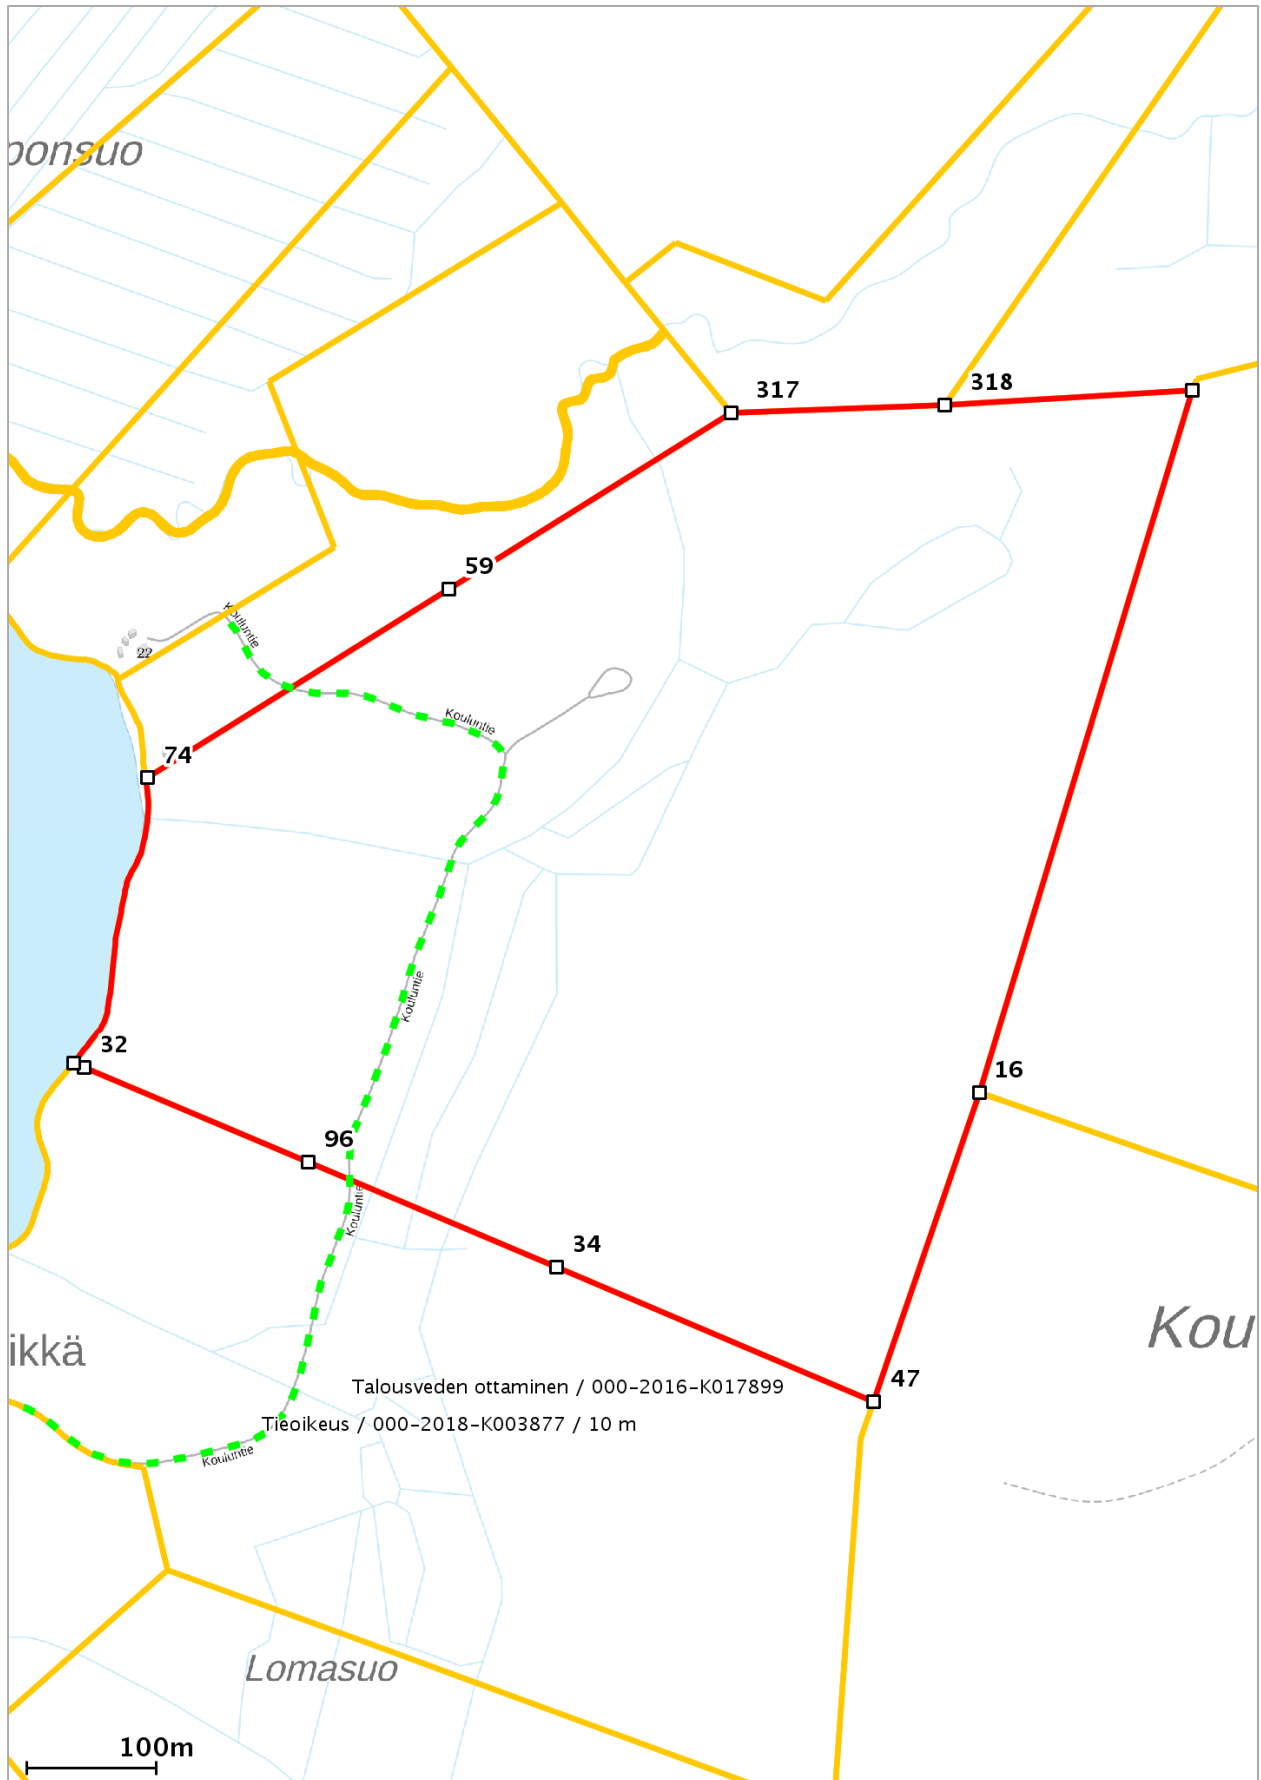 ponsuo
317
318
59
Kouluntie
22
Kouluntie
74
Kouluntie
32
16
96
Kouluntie
34
Kou
ikkä
47
Talousveden ottaminen / 000-2016-K017899
Tieoikeus / 000-2018-K003877 / 10 m
Kouluntie
Lomasuo
100m